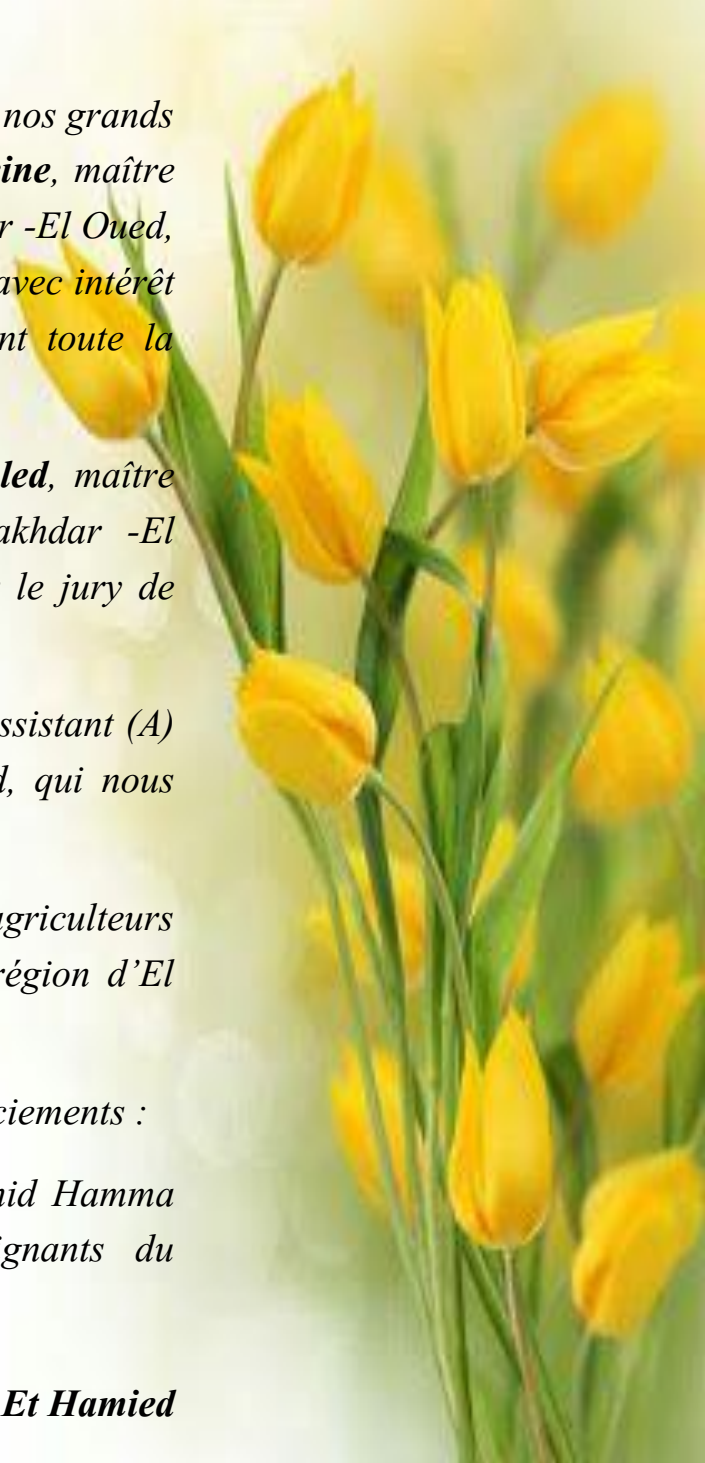 nos grands
ine, maître
r -El Oued,
avec intérêt
nt toute la
led, maître
akhdar -El
le jury de
ssistant (A)
d, qui nous
agriculteurs
région d'El
ciements :
nid Hamma
ignants du
Et Hamied